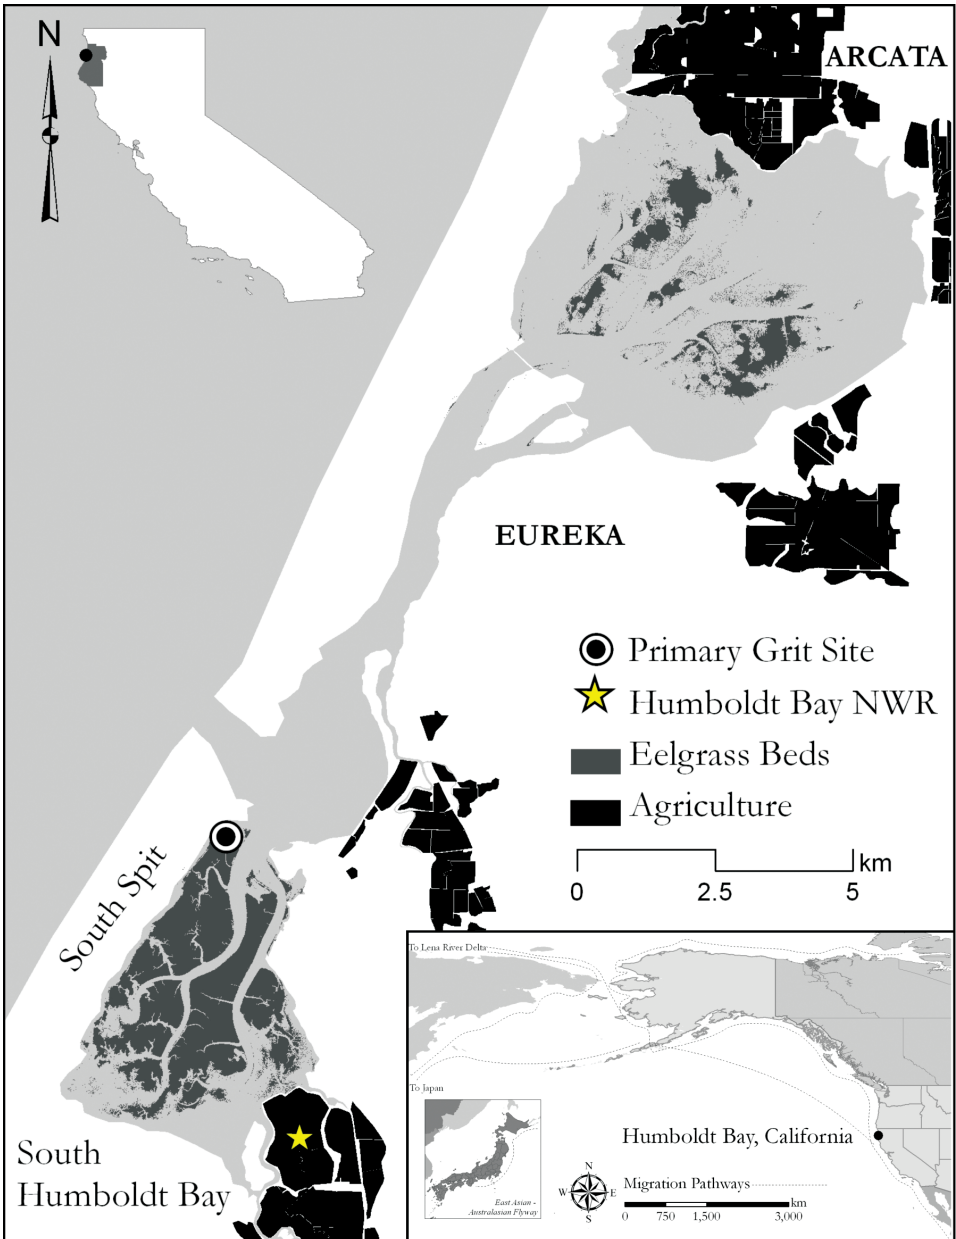 N
ARCATA
EUREKA
Primary Grit Site
Humboldt Bay NWR
Eelgrass Beds
Agriculture
km
0 2.5 5
South Spit
South
Humboldt Bay
To Lena River Delta
To Japan
East Asian -
Australasian Flyway
Humboldt Bay, California
N
W E
S
Migration Pathways
km
0 750 1,500 3,000